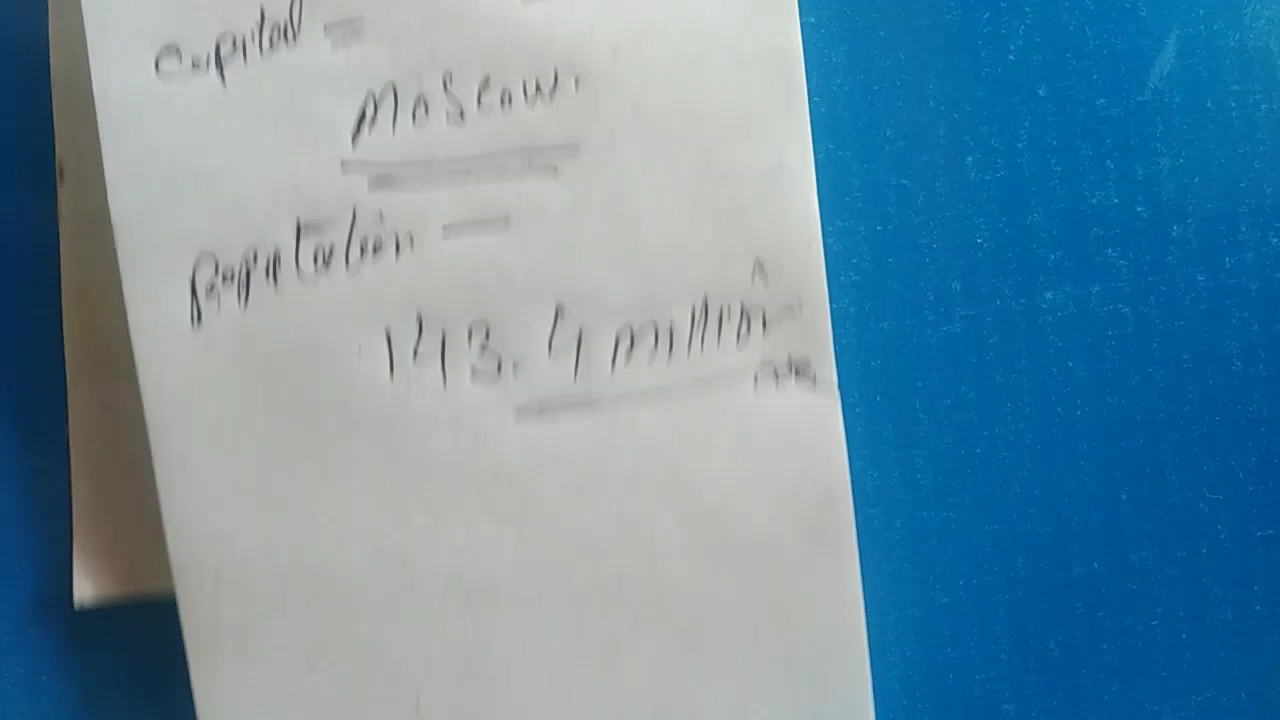 Capital =
Moscow.
Population =
143.4 million